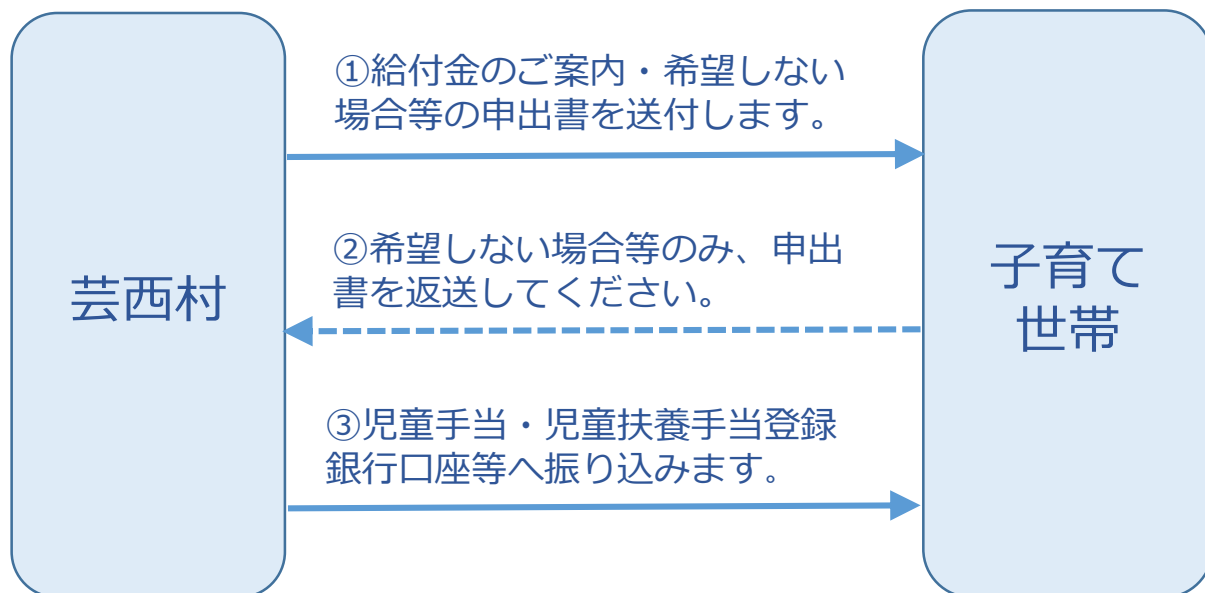 ①給付金のご案内・希望しない
場合等の申出書を送付します。
芸西村
②希望しない場合等のみ、申出
書を返送してください。
子育て
世帯
③児童手当・児童扶養手当登録
銀行口座等へ振り込みます。